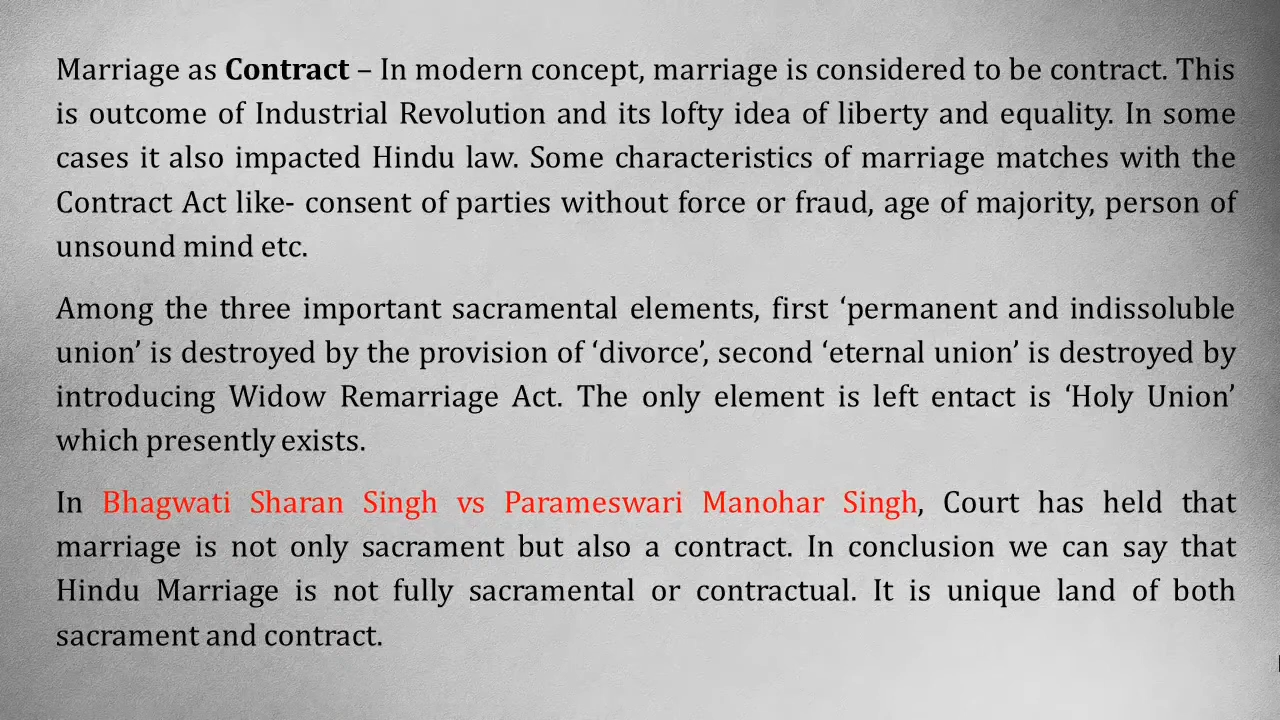 Marriage as Contract – In modern concept, marriage is considered to be contract. This
is outcome of Industrial Revolution and its lofty idea of liberty and equality. In some
cases it also impacted Hindu law. Some characteristics of marriage matches with the
Contract Act like- consent of parties without force or fraud, age of majority, person of
unsound mind etc.
Among the three important sacramental elements, first ‘permanent and indissoluble
union’ is destroyed by the provision of ‘divorce’, second ‘eternal union’ is destroyed by
introducing Widow Remarriage Act. The only element is left entact is ‘Holy Union’
which presently exists.
In Bhagwati Sharan Singh vs Parameswari Manohar Singh, Court has held that
marriage is not only sacrament but also a contract. In conclusion we can say that
Hindu Marriage is not fully sacramental or contractual. It is unique land of both
sacrament and contract.